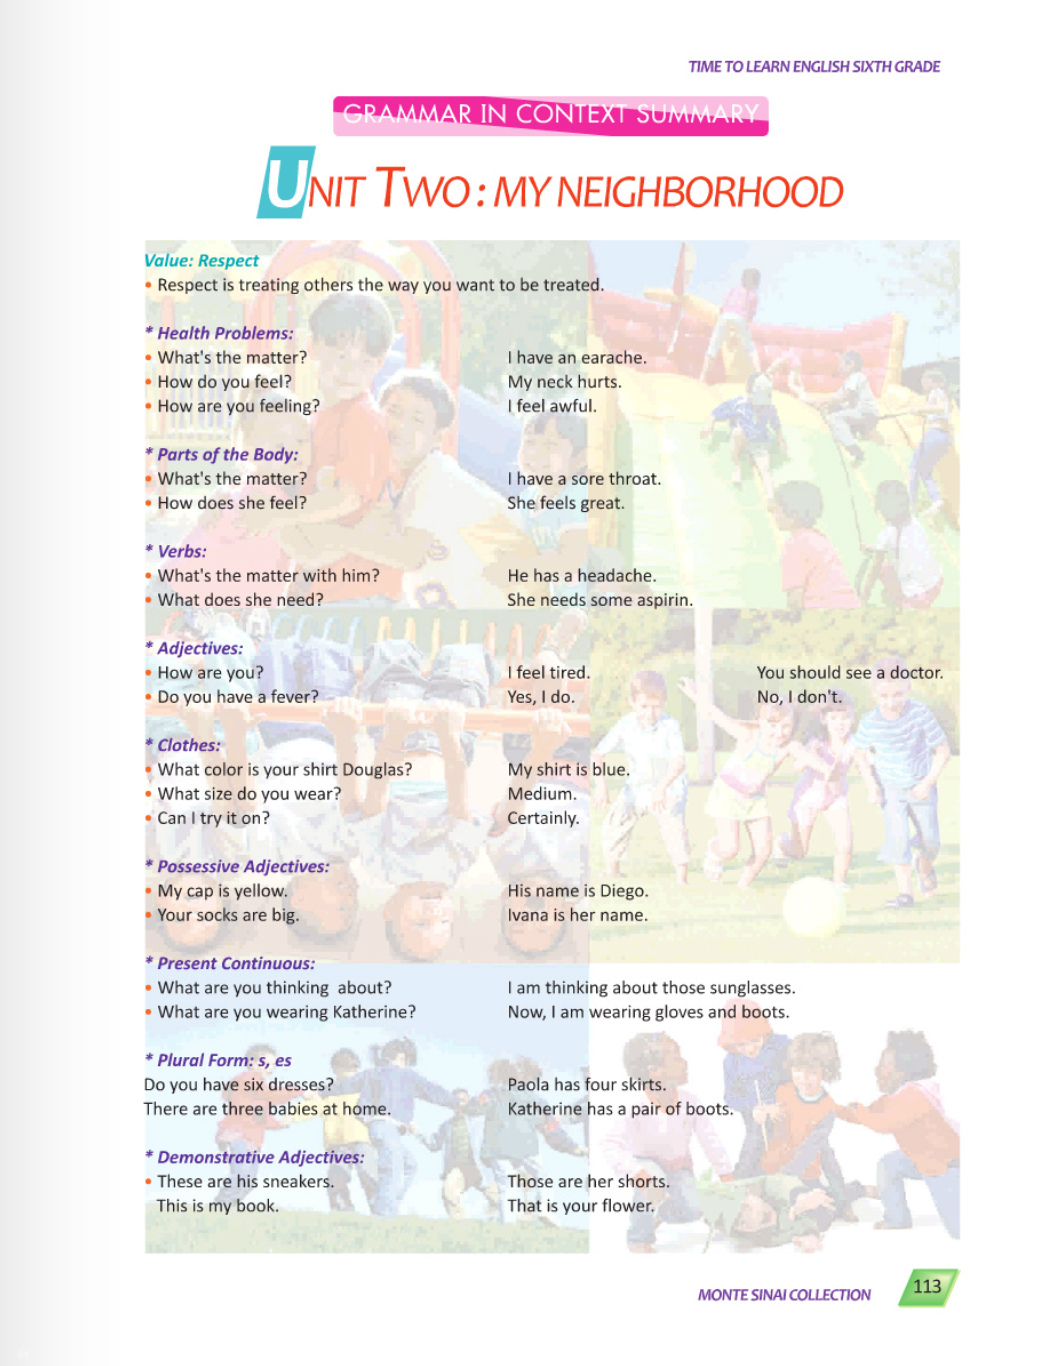 TIME TO LEARN ENGLISH SIXTH GRADE
GRAMMAR IN CONTEXT SUMMARY
UNIT TWO : MY NEIGHBORHOOD
Value: Respect
• Respect is treating others the way you want to be treated.
* Health Problems:
• What's the matter? I have an earache.
• How do you feel? My neck hurts.
• How are you feeling? I feel awful.
* Parts of the Body:
• What's the matter? I have a sore throat.
• How does she feel? She feels great.
* Verbs:
• What's the matter with him? He has a headache.
• What does she need? She needs some aspirin.
* Adjectives:
• How are you? I feel tired. You should see a doctor.
• Do you have a fever? Yes, I do. No, I don't.
* Clothes:
• What color is your shirt Douglas? My shirt is blue.
• What size do you wear? Medium.
• Can I try it on? Certainly.
* Possessive Adjectives:
• My cap is yellow. His name is Diego.
• Your socks are big. Ivana is her name.
* Present Continuous:
• What are you thinking about? I am thinking about those sunglasses.
• What are you wearing Katherine? Now, I am wearing gloves and boots.
* Plural Form: s, es
Do you have six dresses? Paola has four skirts.
There are three babies at home. Katherine has a pair of boots.
* Demonstrative Adjectives:
• These are his sneakers. Those are her shorts.
This is my book. That is your flower.
MONTE SINAI COLLECTION 113